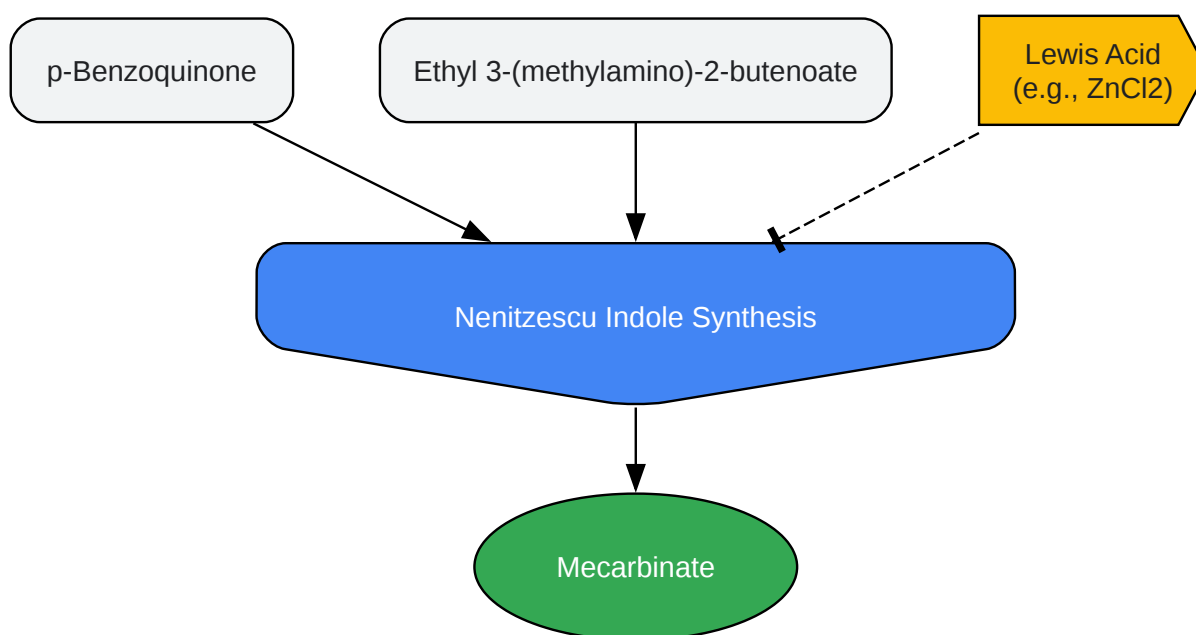 p-Benzoquinone
Ethyl 3-(methylamino)-2-butenoate
Lewis Acid
(e.g., ZnCl2)
Nenitzescu Indole Synthesis
Mecarbinate